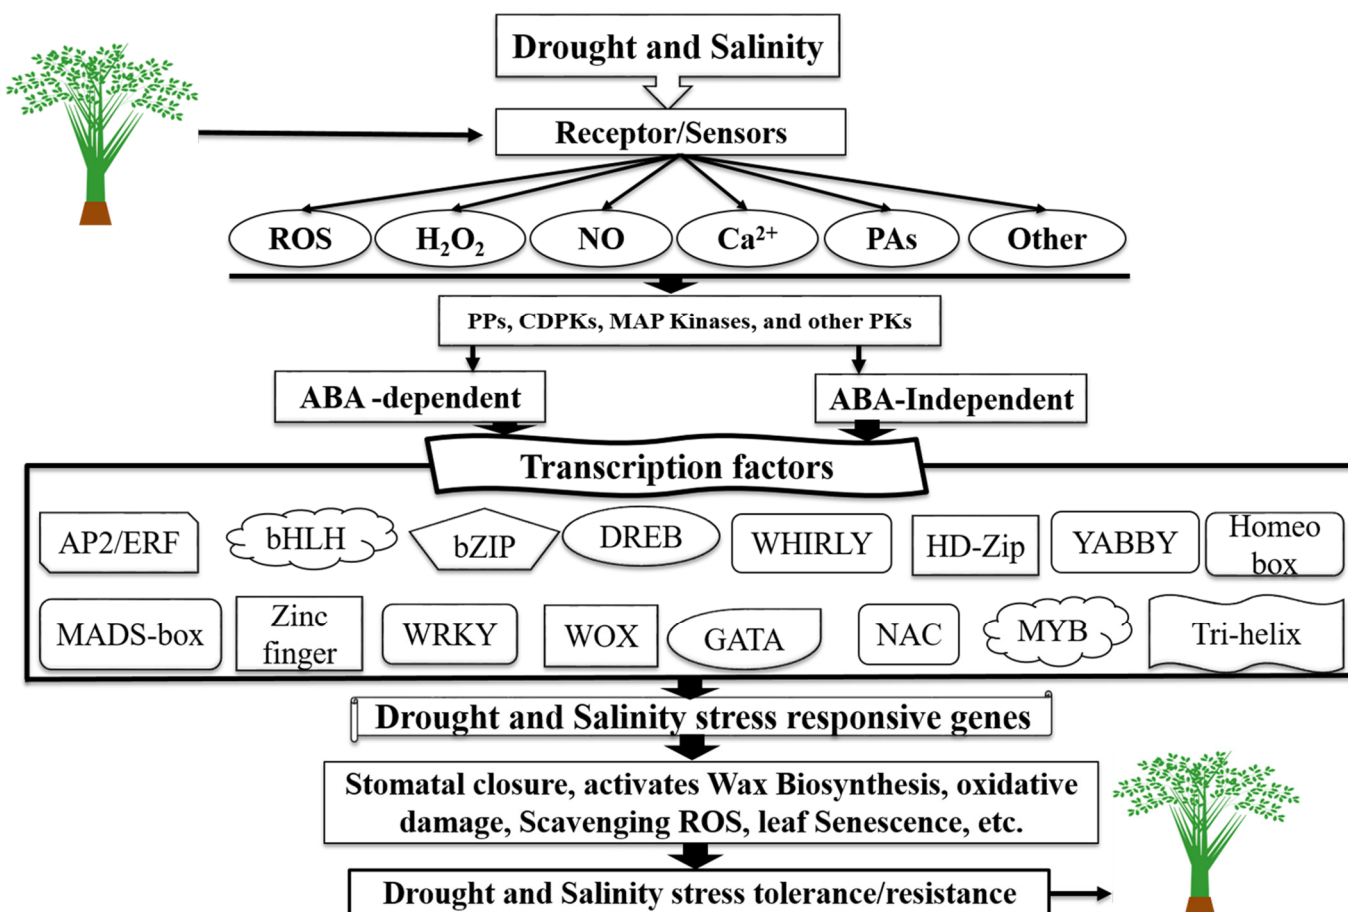 Drought and Salinity
Receptor/Sensors
ROS
H₂O₂
NO
Ca²⁺
PAs
Other
PPs, CDPKs, MAP Kinases, and other PKs
ABA -dependent
ABA-Independent
Transcription factors
AP2/ERF
bHLH
bZIP
DREB
WHIRLY
HD-Zip
YABBY
Homeo
box
MADS-box
Zinc
finger
WRKY
WOX
GATA
NAC
MYB
Tri-helix
Drought and Salinity stress responsive genes
Stomatal closure, activates Wax Biosynthesis, oxidative
damage, Scavenging ROS, leaf Senescence, etc.
Drought and Salinity stress tolerance/resistance